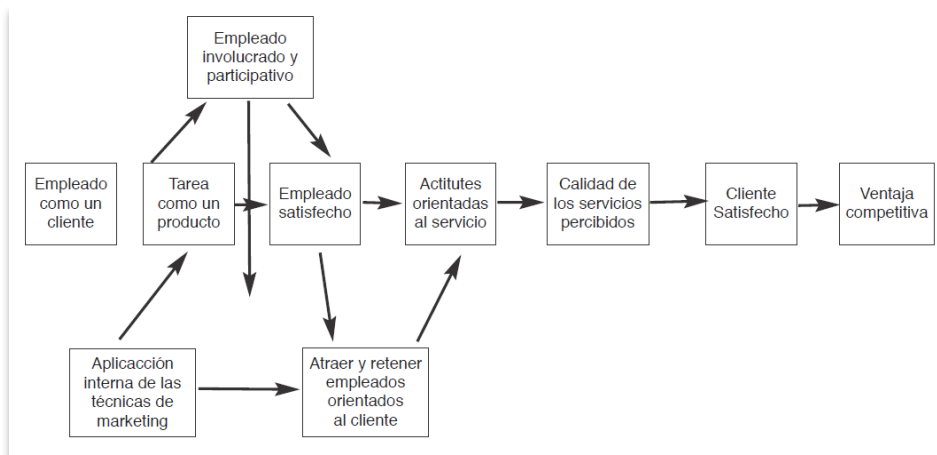 Empleado
involucrado y
participativo
Empleado
como un
cliente
Tarea
como un
producto
Empleado
satisfecho
Actitutes
orientadas
al servicio
Calidad de
los servicios
percibidos
Cliente
Satisfecho
Ventaja
competitiva
Aplicacción
interna de las
técnicas de
marketing
Atraer y retener
empleados
orientados
al cliente